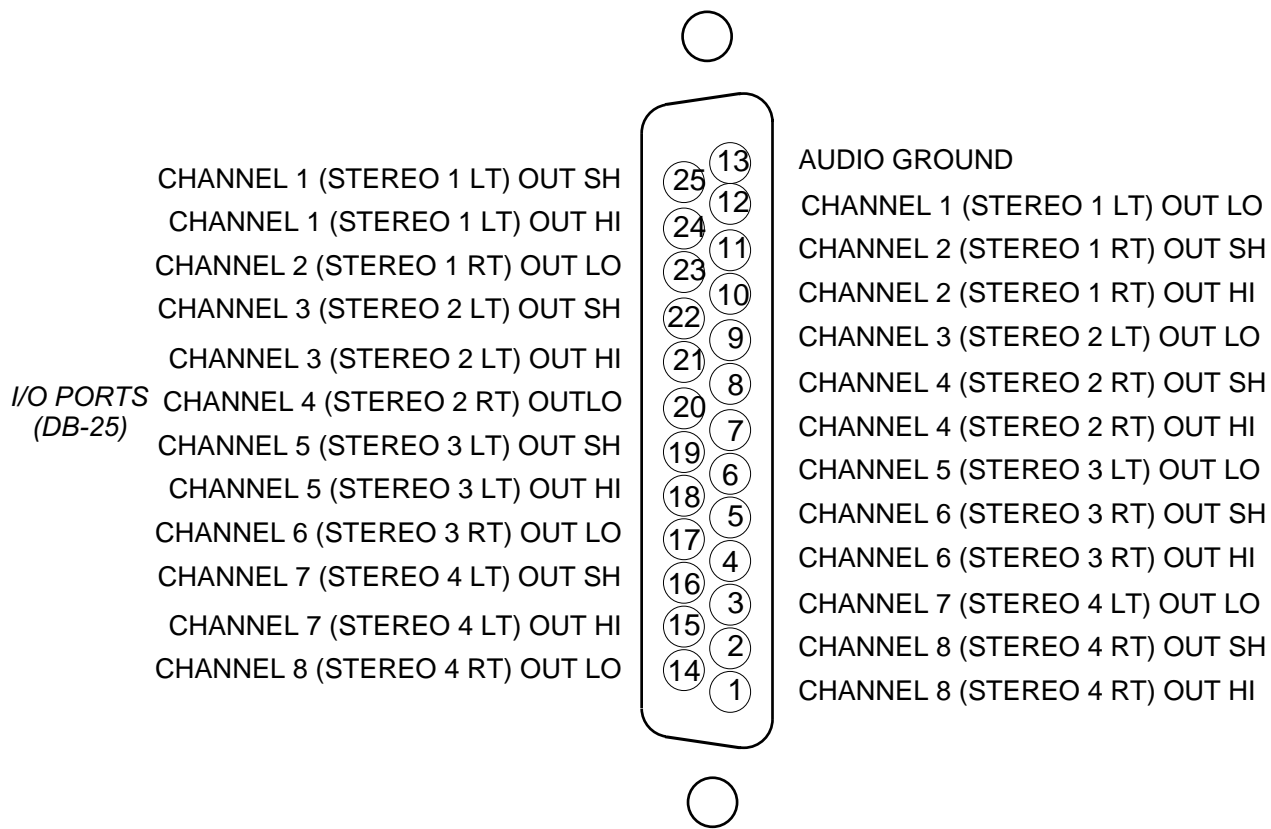 I/O PORTS
(DB-25)
CHANNEL 1 (STEREO 1 LT) OUT SH
CHANNEL 1 (STEREO 1 LT) OUT HI
CHANNEL 2 (STEREO 1 RT) OUT LO
CHANNEL 3 (STEREO 2 LT) OUT SH
CHANNEL 3 (STEREO 2 LT) OUT HI
CHANNEL 4 (STEREO 2 RT) OUTLO
CHANNEL 5 (STEREO 3 LT) OUT SH
CHANNEL 5 (STEREO 3 LT) OUT HI
CHANNEL 6 (STEREO 3 RT) OUT LO
CHANNEL 7 (STEREO 4 LT) OUT SH
CHANNEL 7 (STEREO 4 LT) OUT HI
CHANNEL 8 (STEREO 4 RT) OUT LO
25
24
23
22
21
20
19
18
17
16
15
14
13
12
11
10
9
8
7
6
5
4
3
2
1
AUDIO GROUND
CHANNEL 1 (STEREO 1 LT) OUT LO
CHANNEL 2 (STEREO 1 RT) OUT SH
CHANNEL 2 (STEREO 1 RT) OUT HI
CHANNEL 3 (STEREO 2 LT) OUT LO
CHANNEL 4 (STEREO 2 RT) OUT SH
CHANNEL 4 (STEREO 2 RT) OUT HI
CHANNEL 5 (STEREO 3 LT) OUT LO
CHANNEL 6 (STEREO 3 RT) OUT SH
CHANNEL 6 (STEREO 3 RT) OUT HI
CHANNEL 7 (STEREO 4 LT) OUT LO
CHANNEL 8 (STEREO 4 RT) OUT SH
CHANNEL 8 (STEREO 4 RT) OUT HI